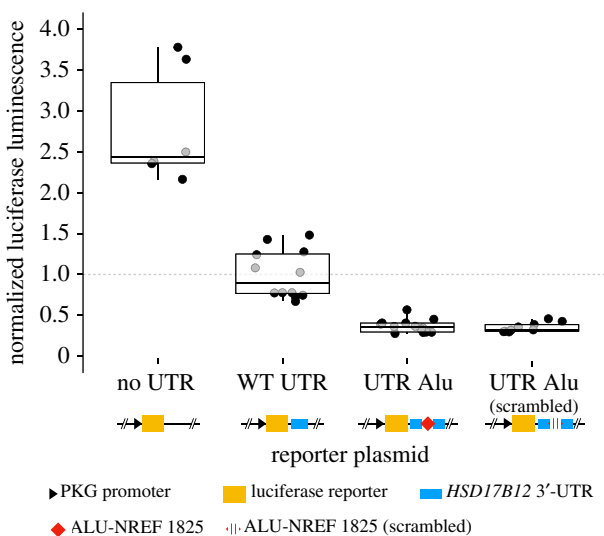 normalized luciferase luminescence
4.0
3.5
3.0
2.5
2.0
1.5
1.0
0.5
0
no UTR WT UTR UTR Alu UTR Alu
(scrambled)
reporter plasmid
PKG promoter luciferase reporter HSD17B12 3′-UTR
ALU-NREF 1825 ALU-NREF 1825 (scrambled)